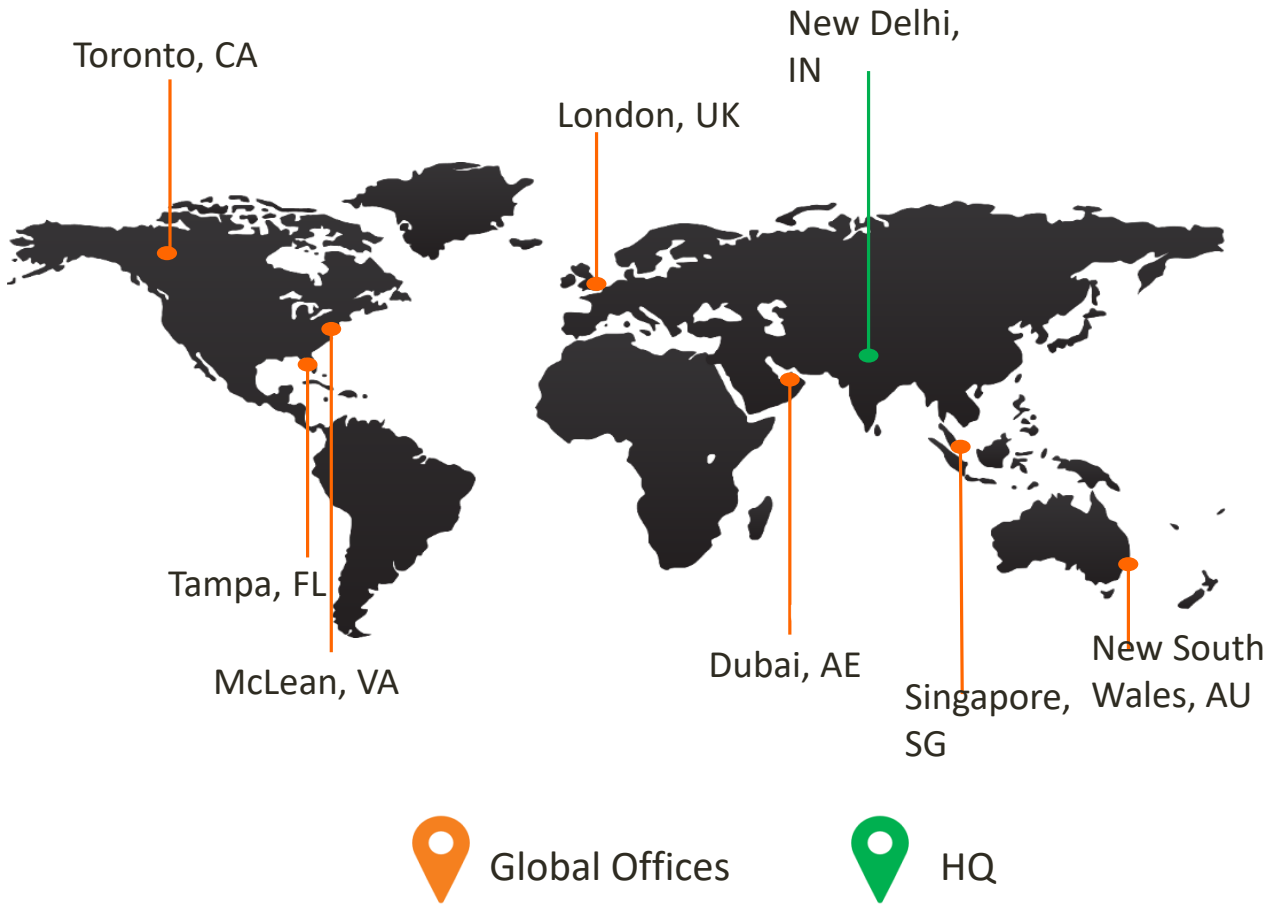 New Delhi,
IN
Toronto, CA
London, UK
Tampa, FL
McLean, VA
Dubai, AE
New South
Wales, AU
Singapore,
SG
Global Offices
HQ